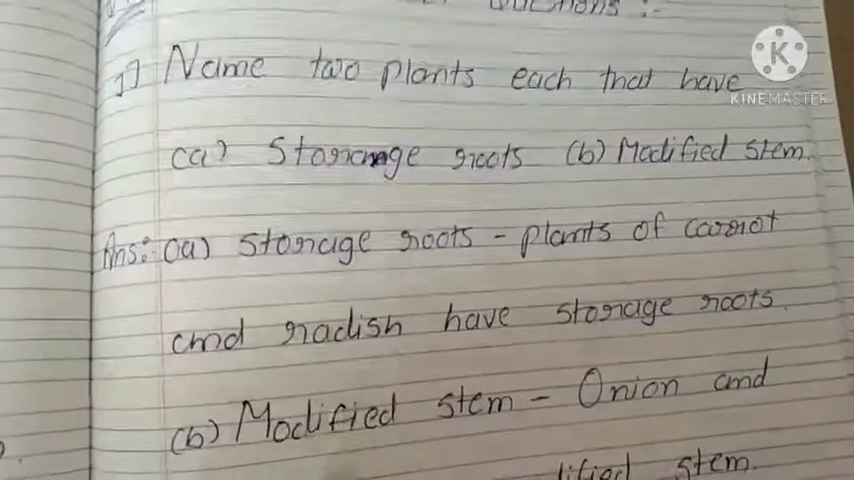 Questions :-
K
KINEMASTER
1) Name two plants each that have
(a) Storage roots (b) Modified stem.
Ans: (a) Storage roots - plants of carrot
and radish have storage roots.
(b) Modified stem - Onion and
stem.